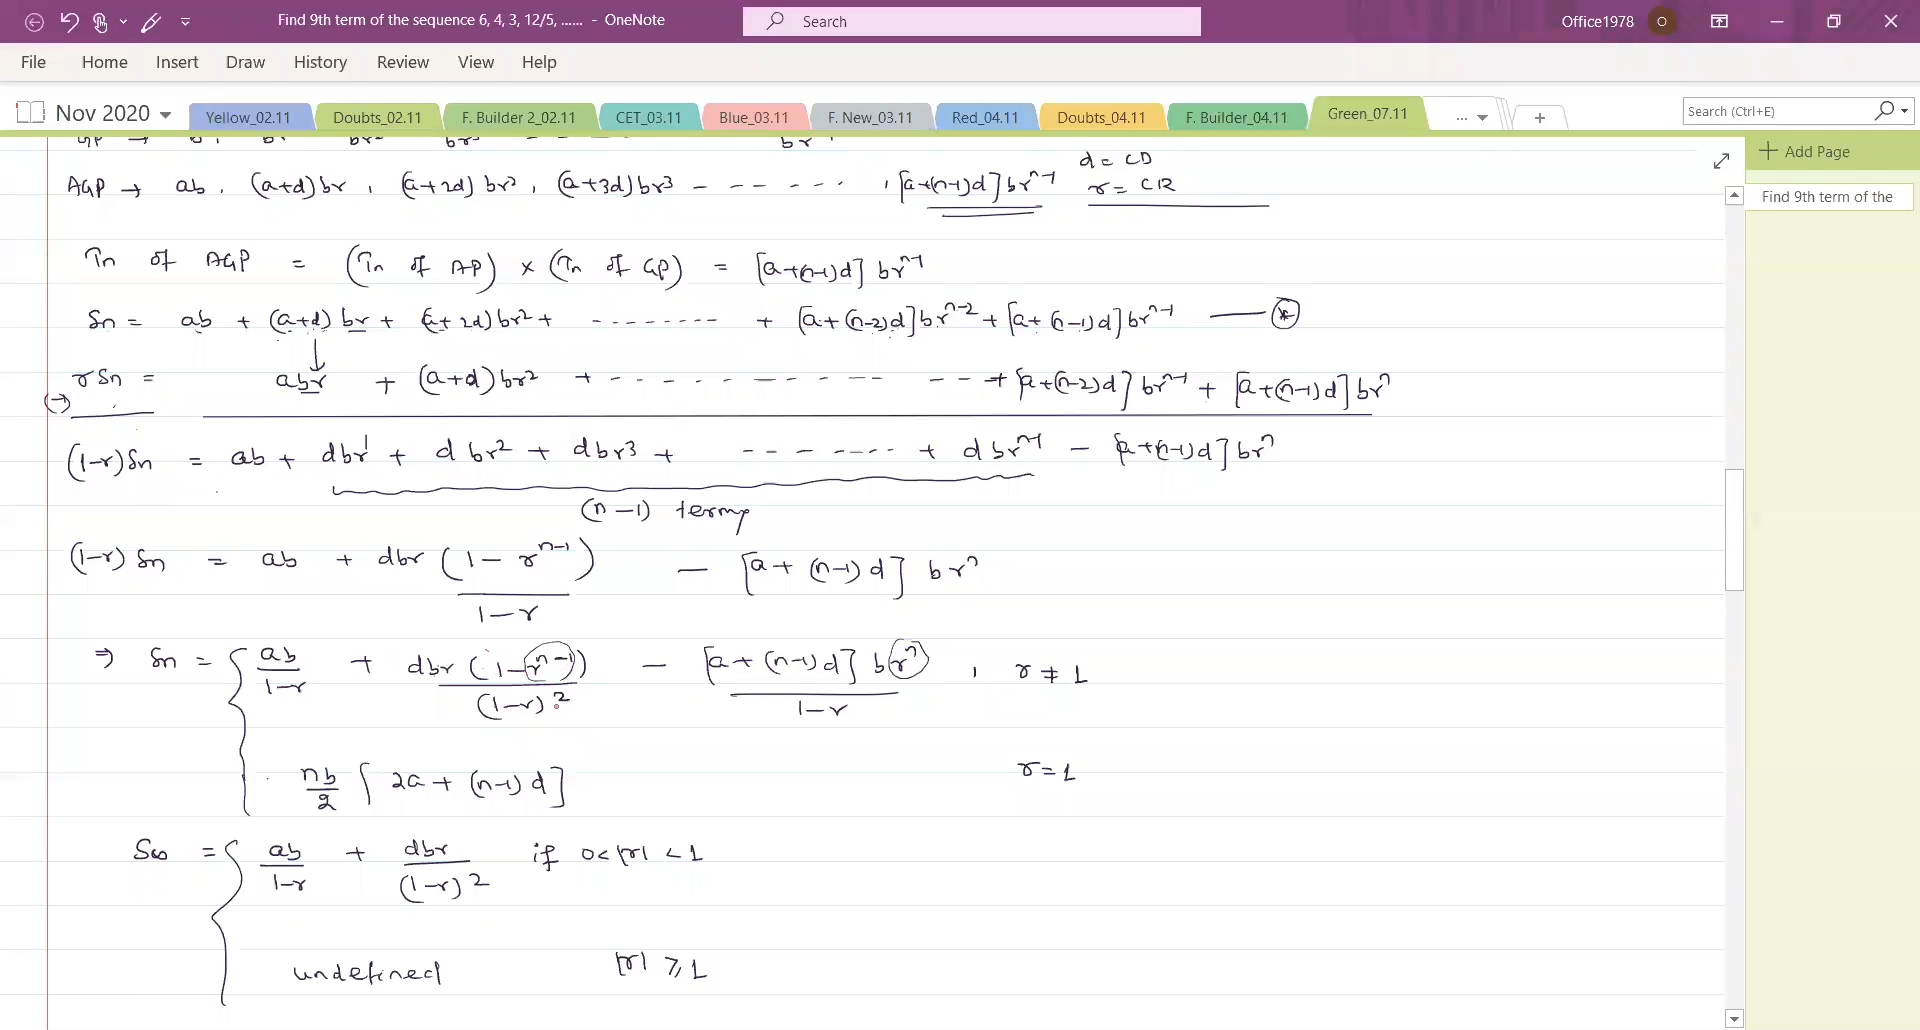 Find 9th term of the sequence 6, 4, 3, 12/5, ...... - OneNote
Search
Office1978
O
File Home Insert Draw History Review View Help
Nov 2020
Yellow_02.11 Doubts_02.11 F. Builder 2_02.11 CET_03.11 Blue_03.11 F. New_03.11 Red_04.11 Doubts_04.11 F. Builder_04.11 Green_07.11 ... +
Search (Ctrl+E)
Add Page
Find 9th term of the
d = CD
AGP → ab, (a+d)br, (a+2d)br², (a+3d)br³ - - - - - - , [a+(n-1)d]brⁿ⁻¹ r = CR
Tn of AGP = (Tn of AP) × (Tn of GP) = [a+(n-1)d] brⁿ⁻¹
Sn = ab + (a+d) br + (a+2d)br² + - - - - - - + [a+(n-2)d]brⁿ⁻² + [a+(n-1)d]brⁿ⁻¹ — (*)
rSn = abr + (a+d)br² + - - - - - - + [a+(n-2)d]brⁿ⁻¹ + [a+(n-1)d]brⁿ
(-)
(1-r)Sn = ab + dbr¹ + dbr² + dbr³ + - - - - - - + dbrⁿ⁻¹ - [a+(n-1)d]brⁿ
(n-1) terms
(1-r)Sn = ab + dbr (1 - rⁿ⁻¹)/(1-r) - [a + (n-1)d] brⁿ
⇒ Sn = { ab/(1-r) + dbr(1-rⁿ⁻¹)/(1-r)² - [a+(n-1)d]brⁿ/(1-r) , r ≠ 1
nb/2 [2a + (n-1)d] r = 1
S∞ = { ab/(1-r) + dbr/(1-r)² if 0<|r|<1
undefined |r| ≥ 1